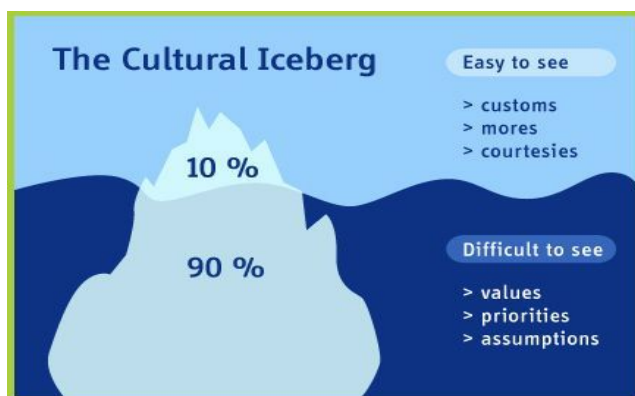 The Cultural Iceberg
10 %
90 %
Easy to see
> customs
> mores
> courtesies
Difficult to see
> values
> priorities
> assumptions